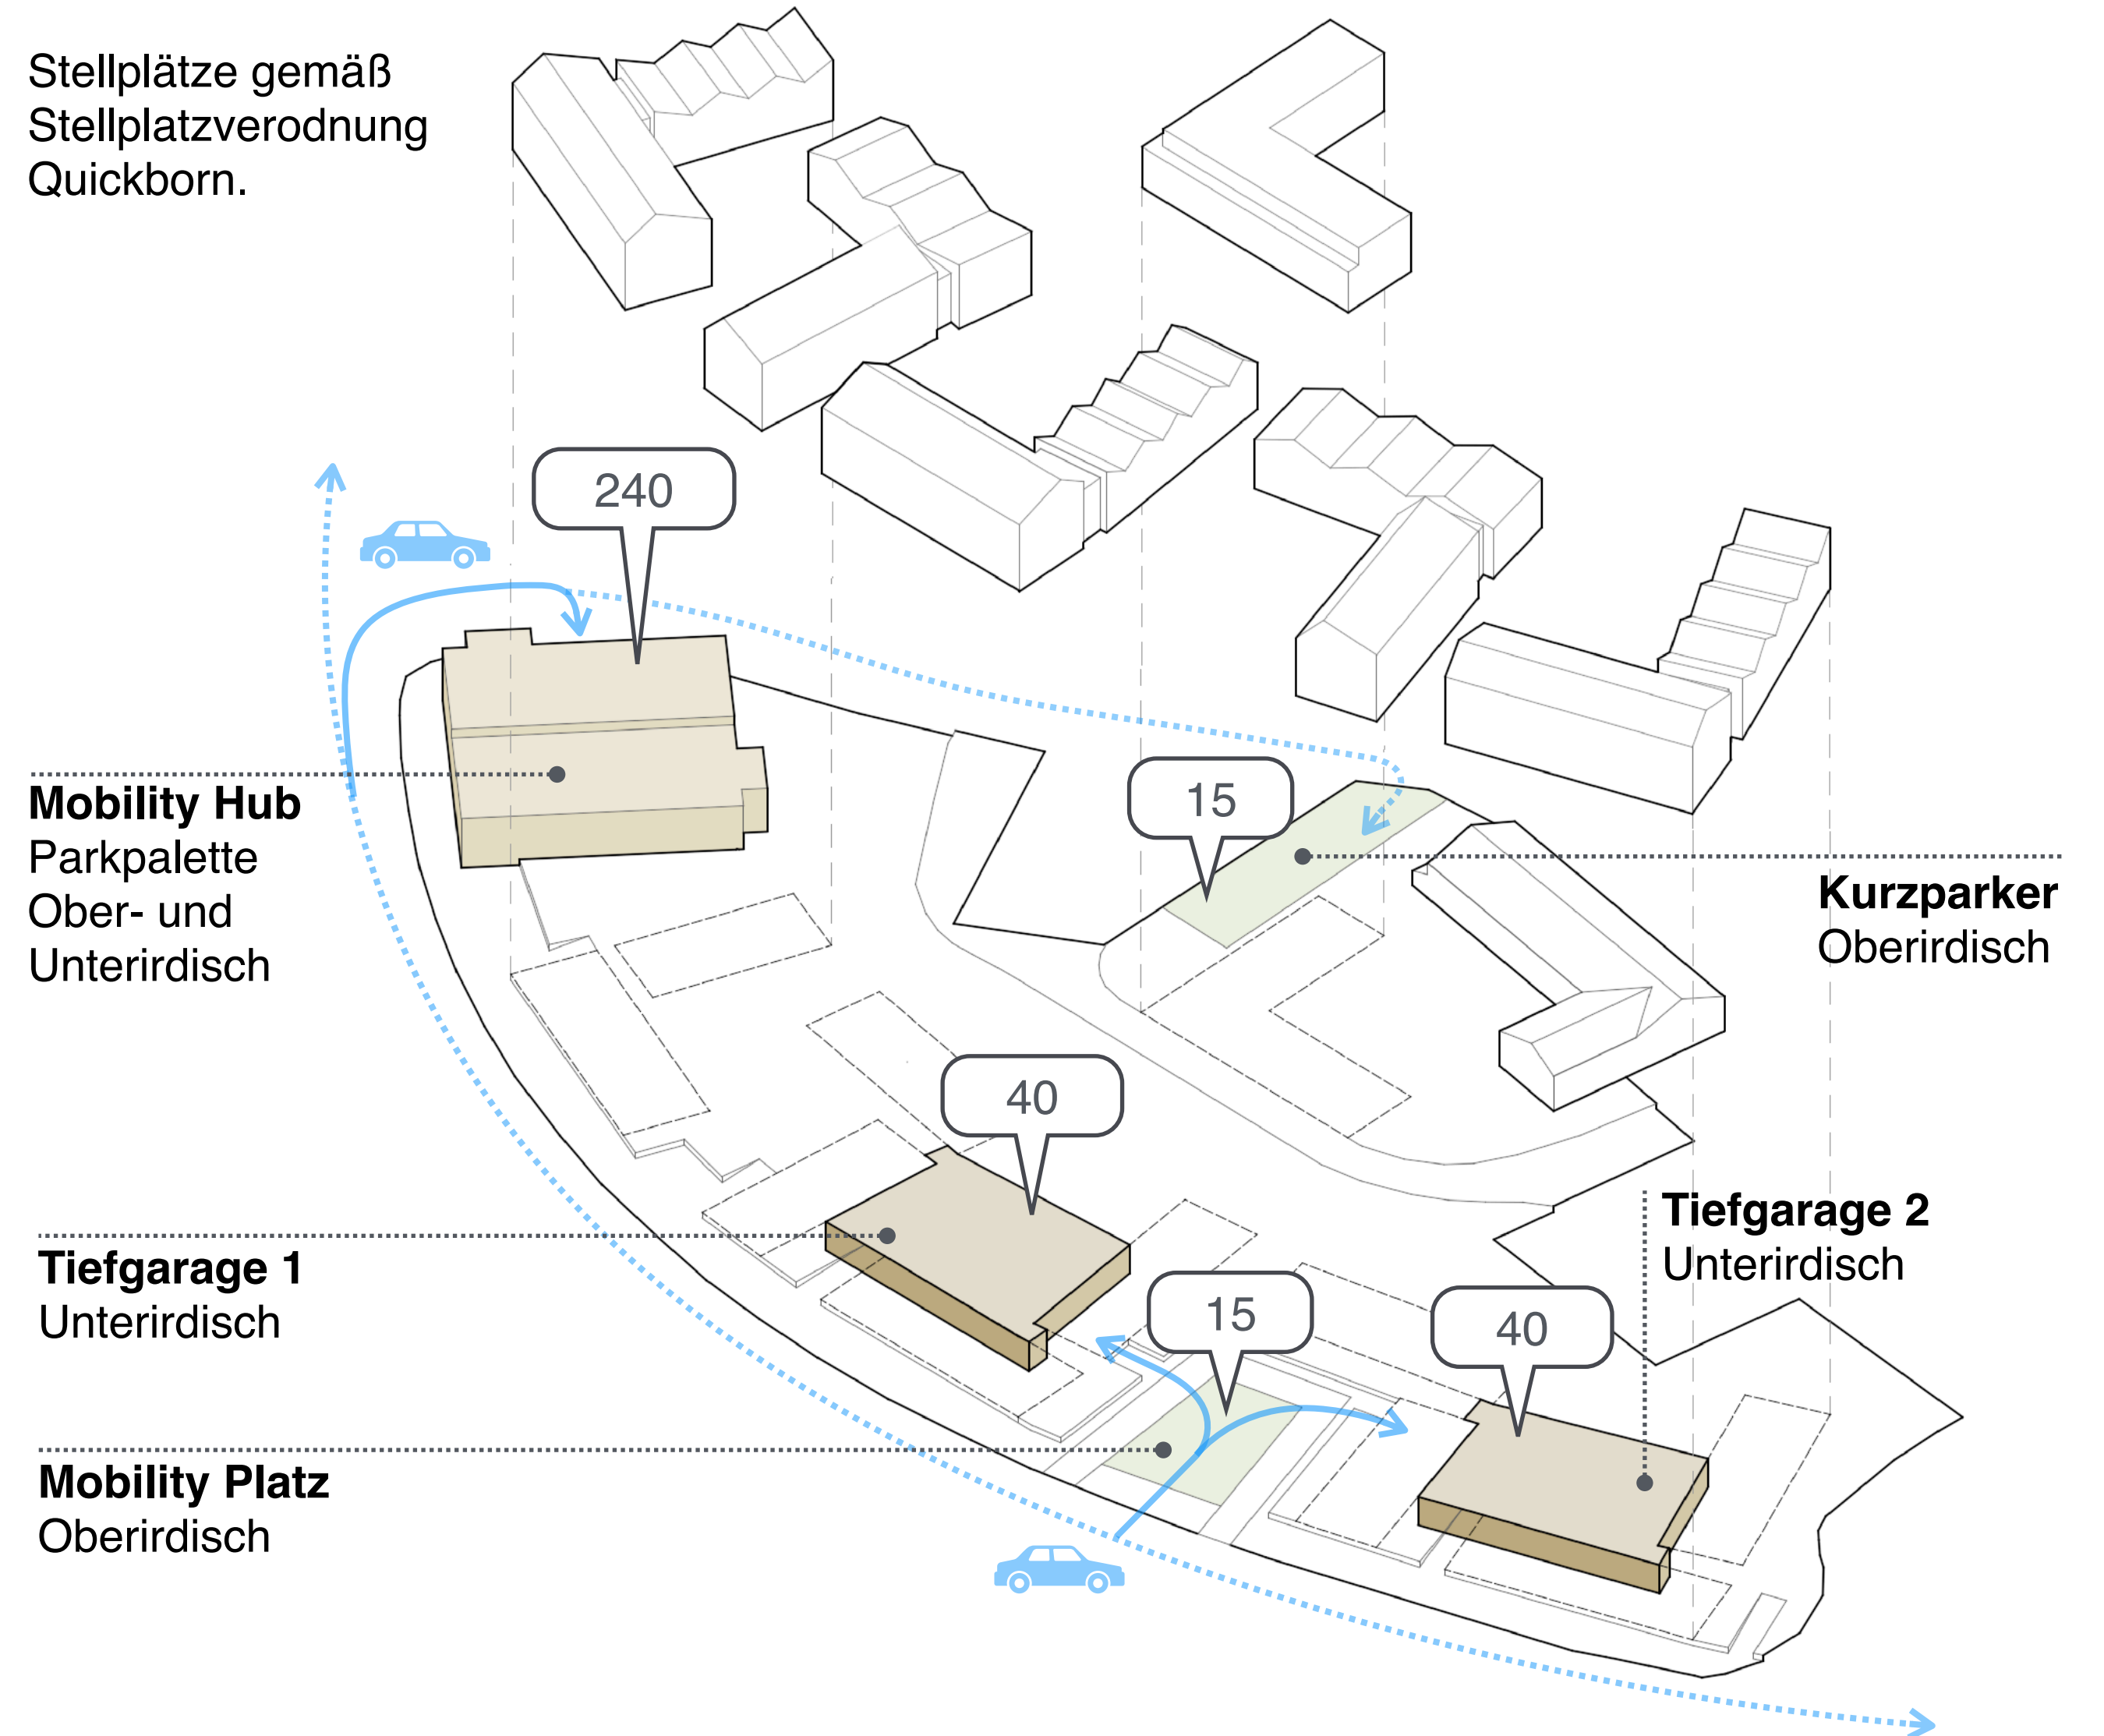 Stellplätze gemäß
Stellplatzverodnung
Quickborn.
240
Mobility Hub
Parkpalette
Ober- und
Unterirdisch
15
Kurzparker
Oberirdisch
40
Tiefgarage 1
Unterirdisch
Tiefgarage 2
Unterirdisch
15
40
Mobility Platz
Oberirdisch